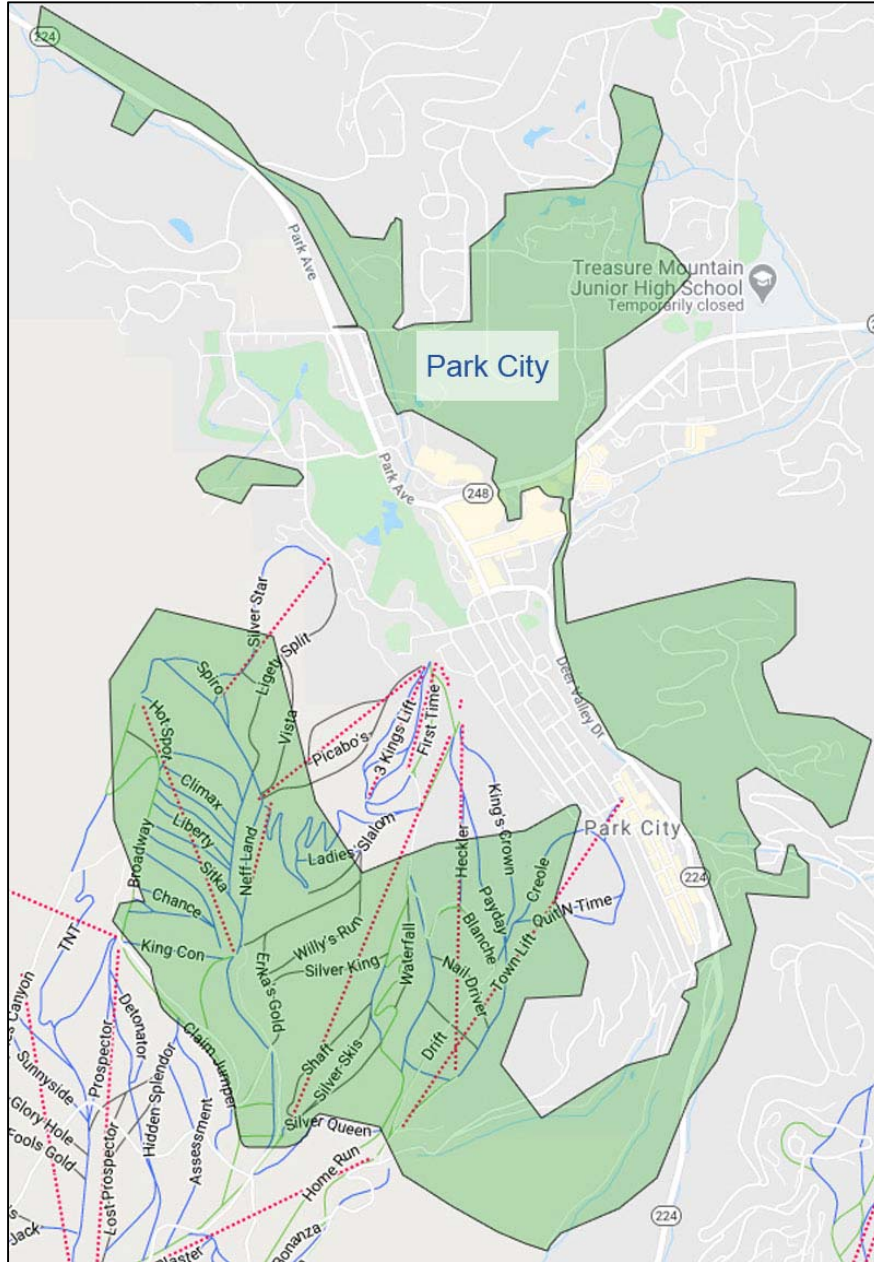 224
Park Ave
Treasure Mountain
Junior High School
Temporarily closed
Park City
Park Ave
248
Silver Star
Ligety Split
Spiro
Hot Spot
Vista
Picabo's
3 Kings Lift
First Time
Deer Valley Dr
Climax
Liberty
Sitka
Broadway
Neff Land
Ladies' Slalom
Heckler
King's Crown
Park City
Creole
Chance
Payday
Quit'N Time
224
TNT
King Con
Willy's Run
Silver King
Waterfall
Blanche
Town Lift
Erika's Gold
Nail Driver
Canyon
Detonator
Claim Jumper
Shaft
Silver Skis
Drift
Sunnyside
Prospector
Hidden Splendor
Silver Queen
Glory Hole
Fools Gold
Assessment
Lost Prospector
Home Run
224
Jack
Blaster
Bonanza